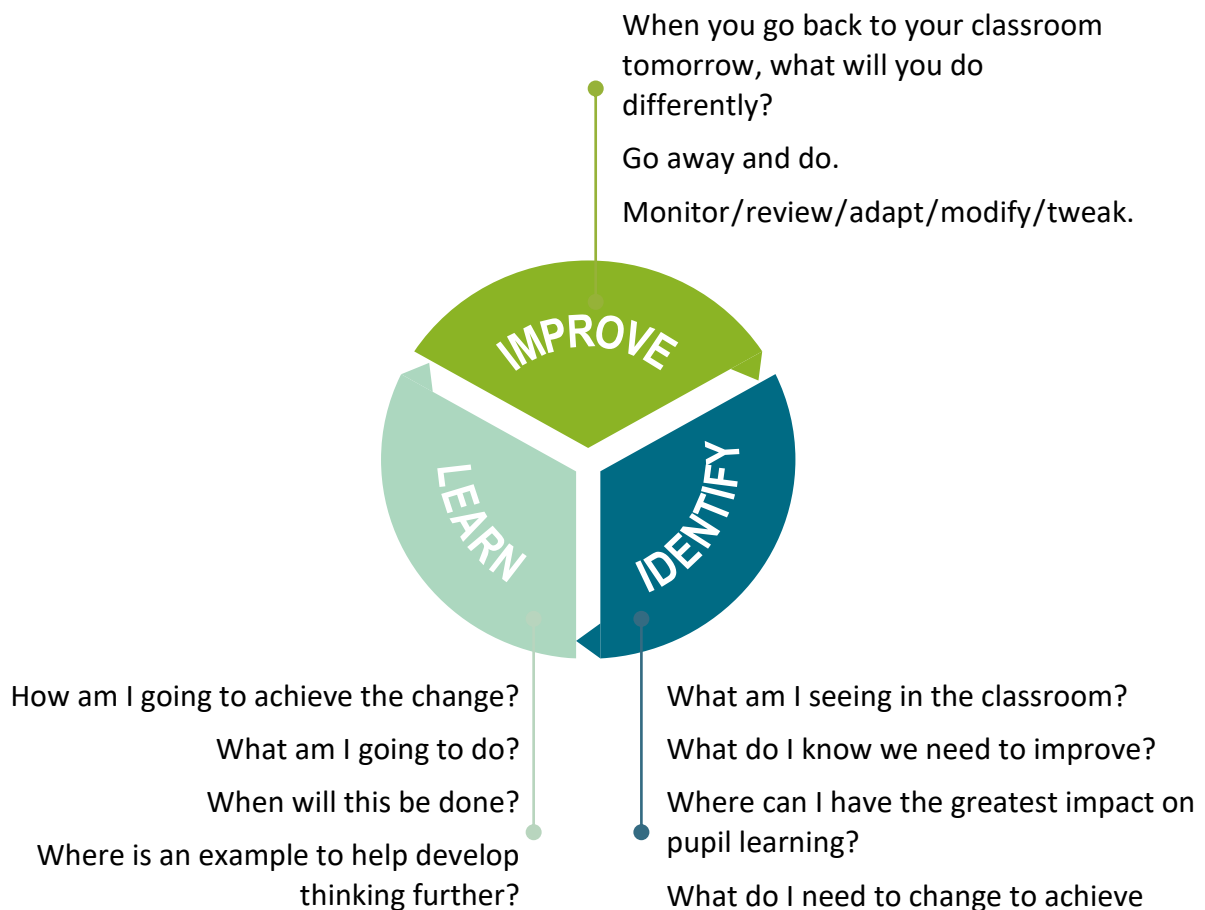 When you go back to your classroom
tomorrow, what will you do
differently?
Go away and do.
Monitor/review/adapt/modify/tweak.
IMPROVE
LEARN
IDENTIFY
How am I going to achieve the change?
What am I going to do?
When will this be done?
Where is an example to help develop
thinking further?
What am I seeing in the classroom?
What do I know we need to improve?
Where can I have the greatest impact on
pupil learning?
What do I need to change to achieve